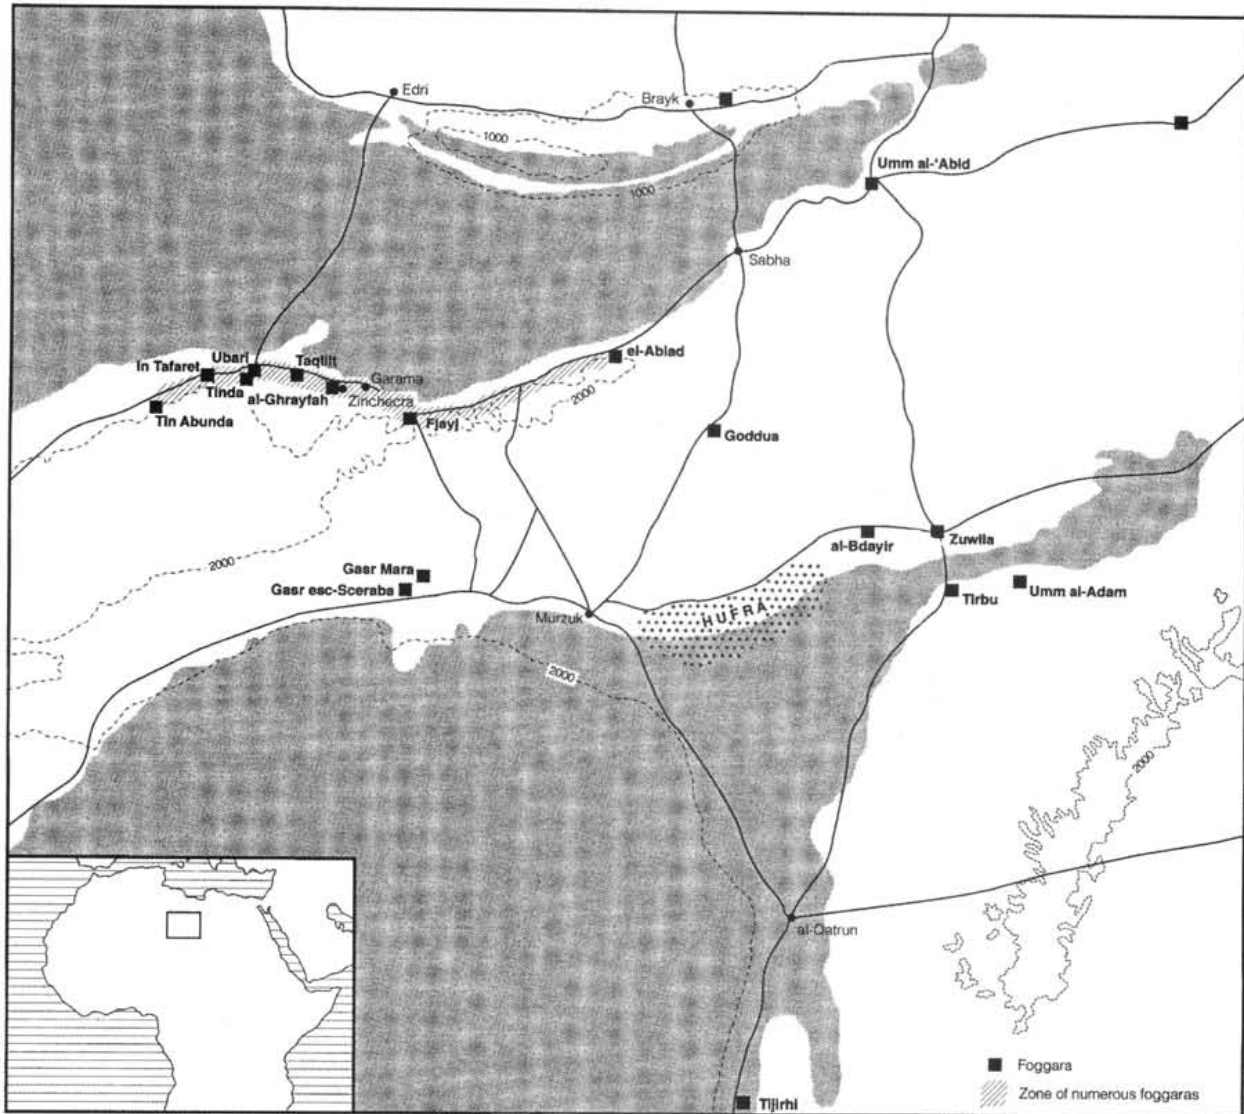 Edri
Brayk
1000
1000
Umm al-'Abid
Sabha
In Tafaret
Ubari
Taqlilt
el-Abiad
Garama
Tinda
al-Ghrayfah
Zinchecra
2000
Tin Abunda
Fjayj
Goddua
2000
al-Bdayir
Zuwila
Gasr Mara
Gasr esc-Sceraba
Tirbu
Umm al-Adam
HUFRA
Murzuk
2000
2000
al-Qatrun
Foggara
Zone of numerous foggaras
Tijirhi